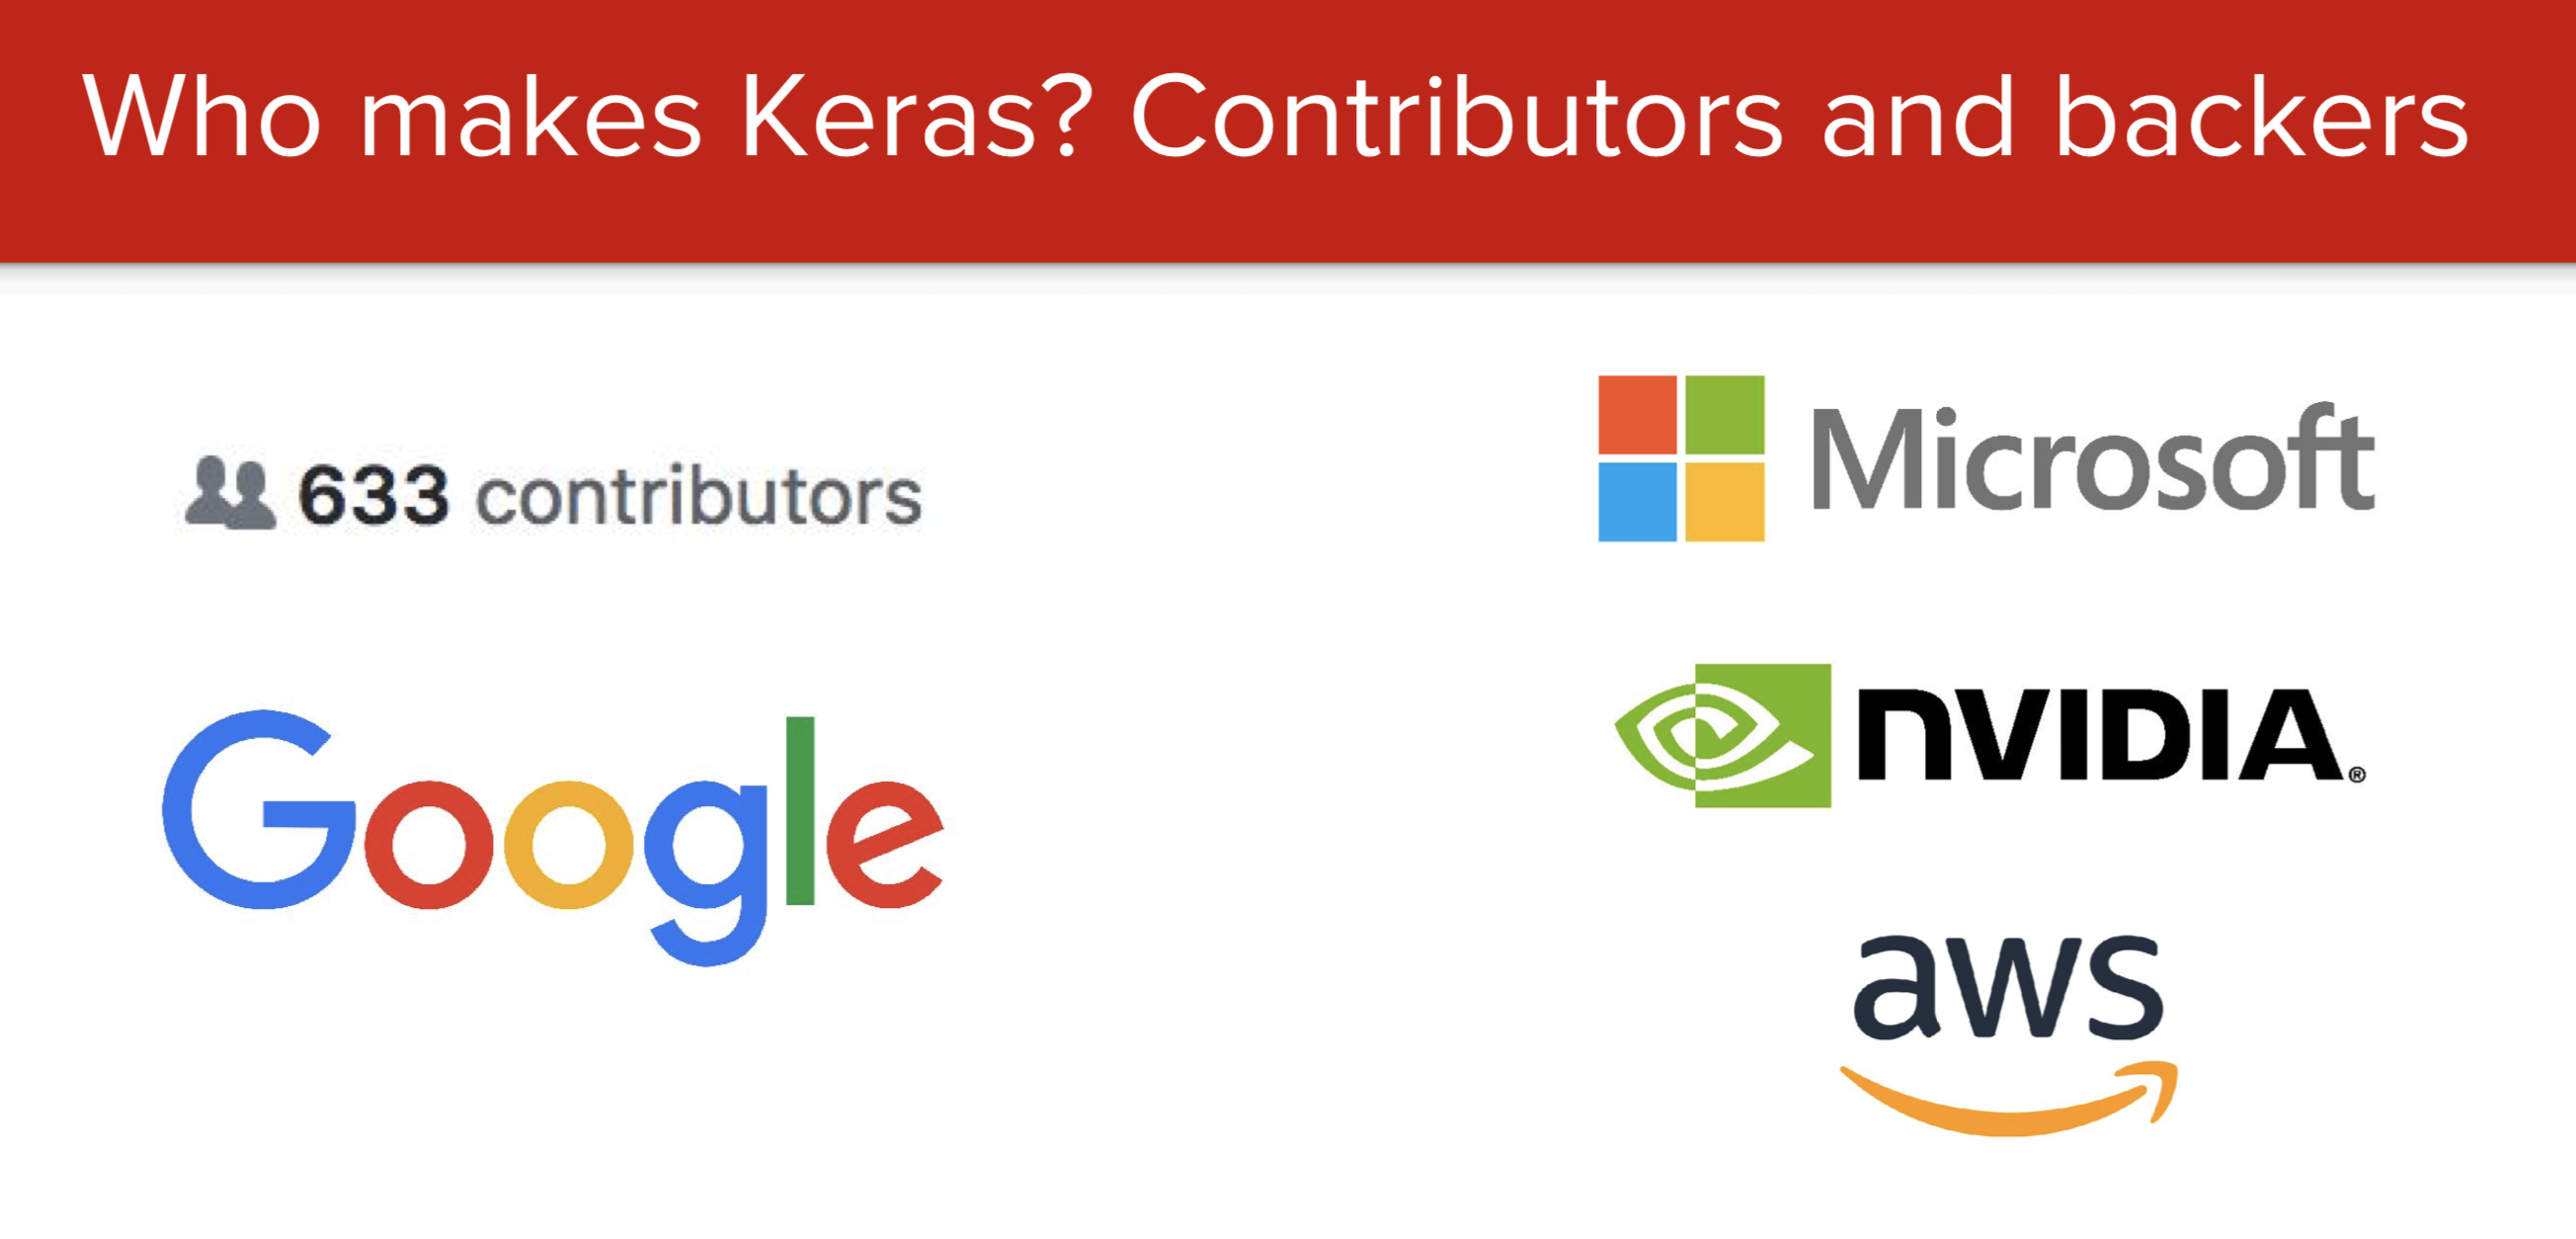 Who makes Keras? Contributors and backers
633 contributors
Google
Microsoft
NVIDIA®
aws